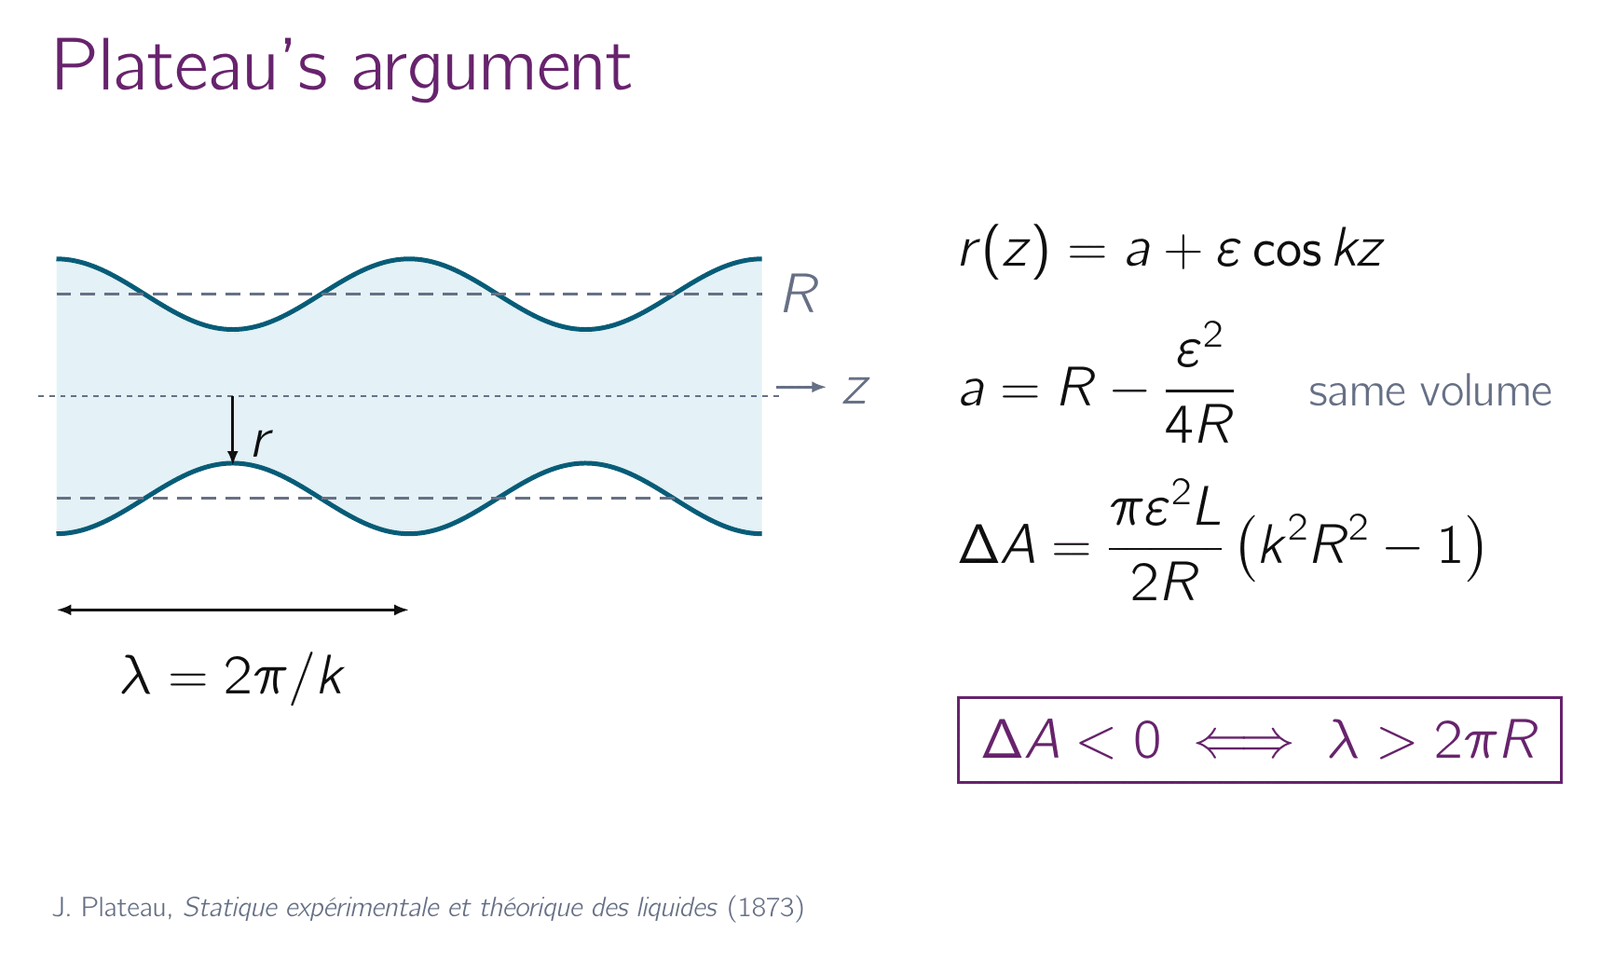 Plateau's argument
R
z
r
λ = 2π/k
r(z) = a + ε cos kz
a = R − ε²/4R same volume
ΔA = πε²L/2R (k²R² − 1)
ΔA < 0 ⟺ λ > 2πR
J. Plateau, Statique expérimentale et théorique des liquides (1873)